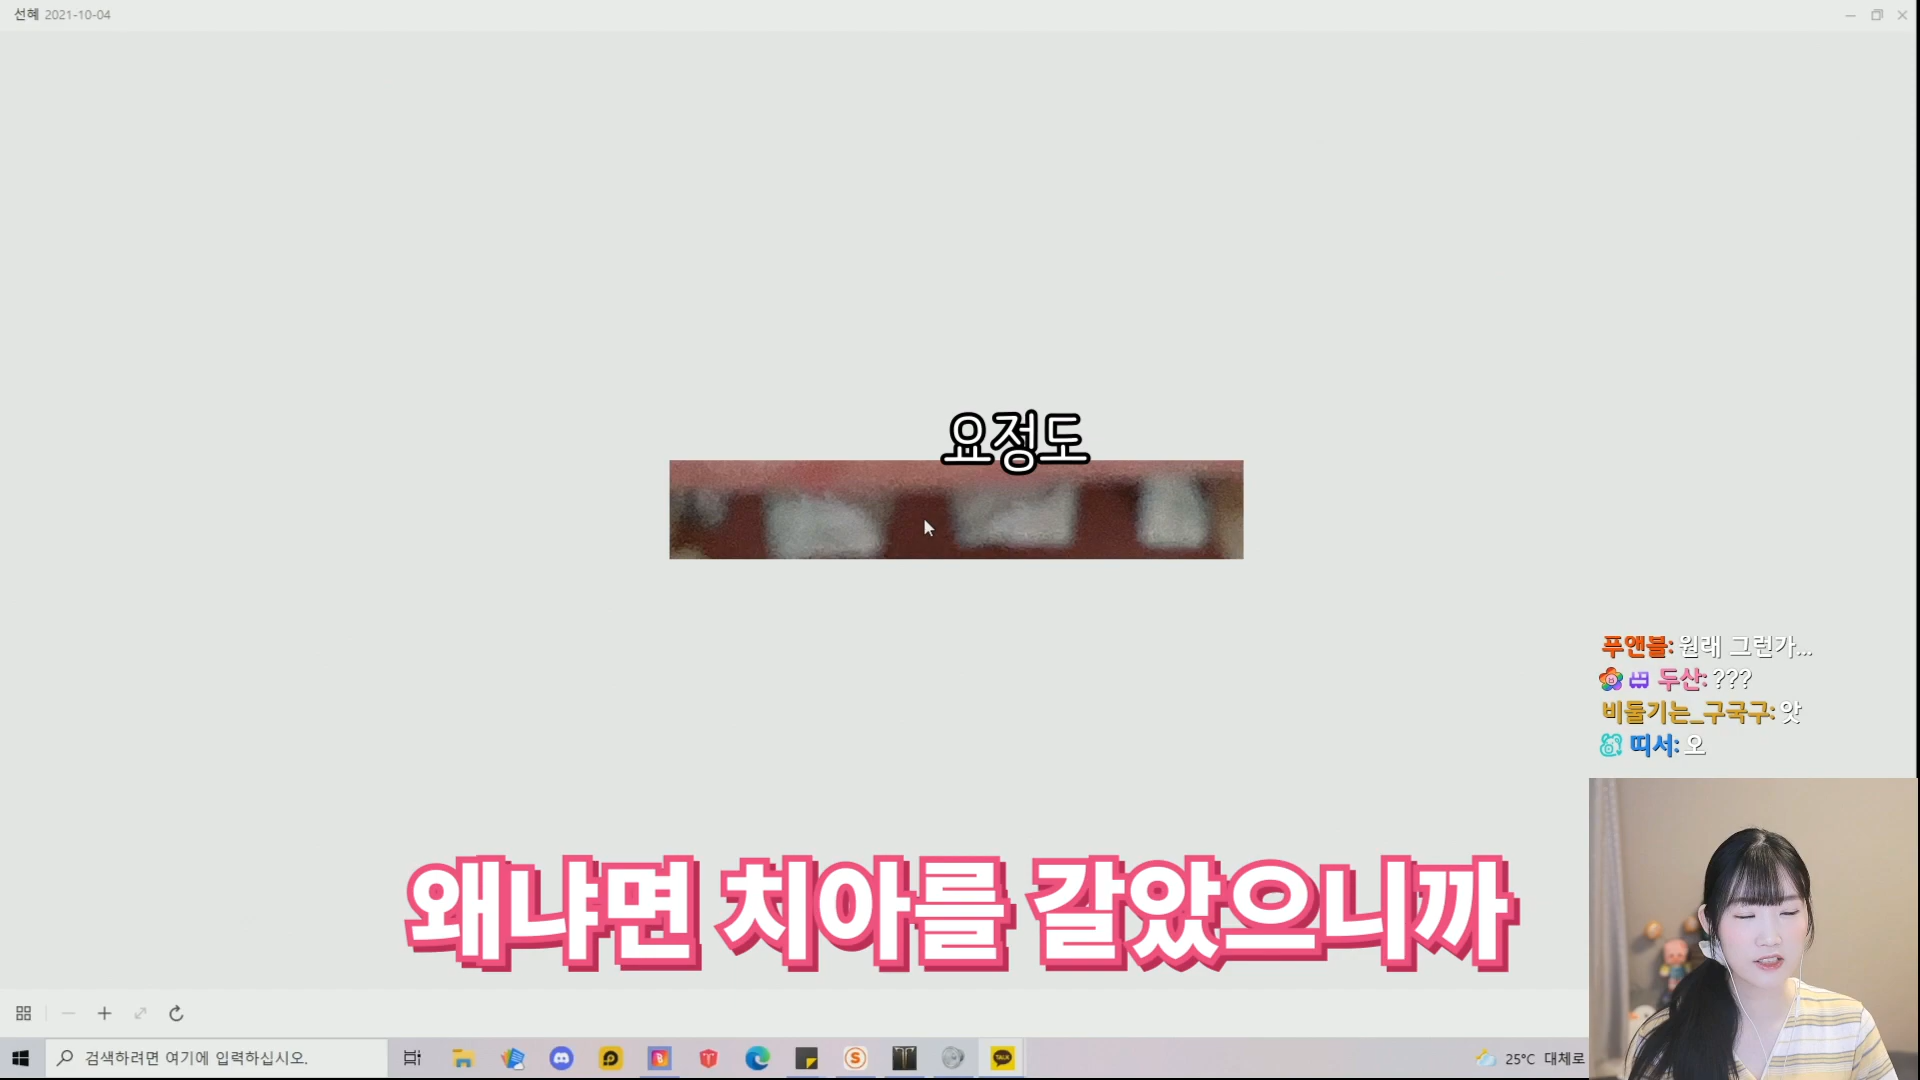 선혜 2021-10-04
요정도
푸앤블: 원래 그런가...
두산: ???
비둘기는_구국구: 앗
띠서: 오
왜냐면 치아를 갈았으니까
검색하려면 여기에 입력하십시오.
TALK
25°C 대체로